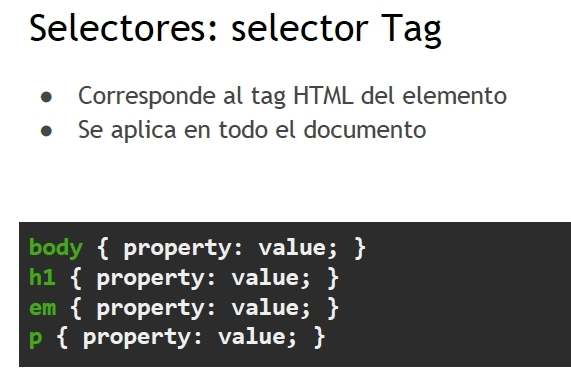 Selectores: selector Tag
● Corresponde al tag HTML del elemento
● Se aplica en todo el documento
body { property: value; }
h1 { property: value; }
em { property: value; }
p { property: value; }